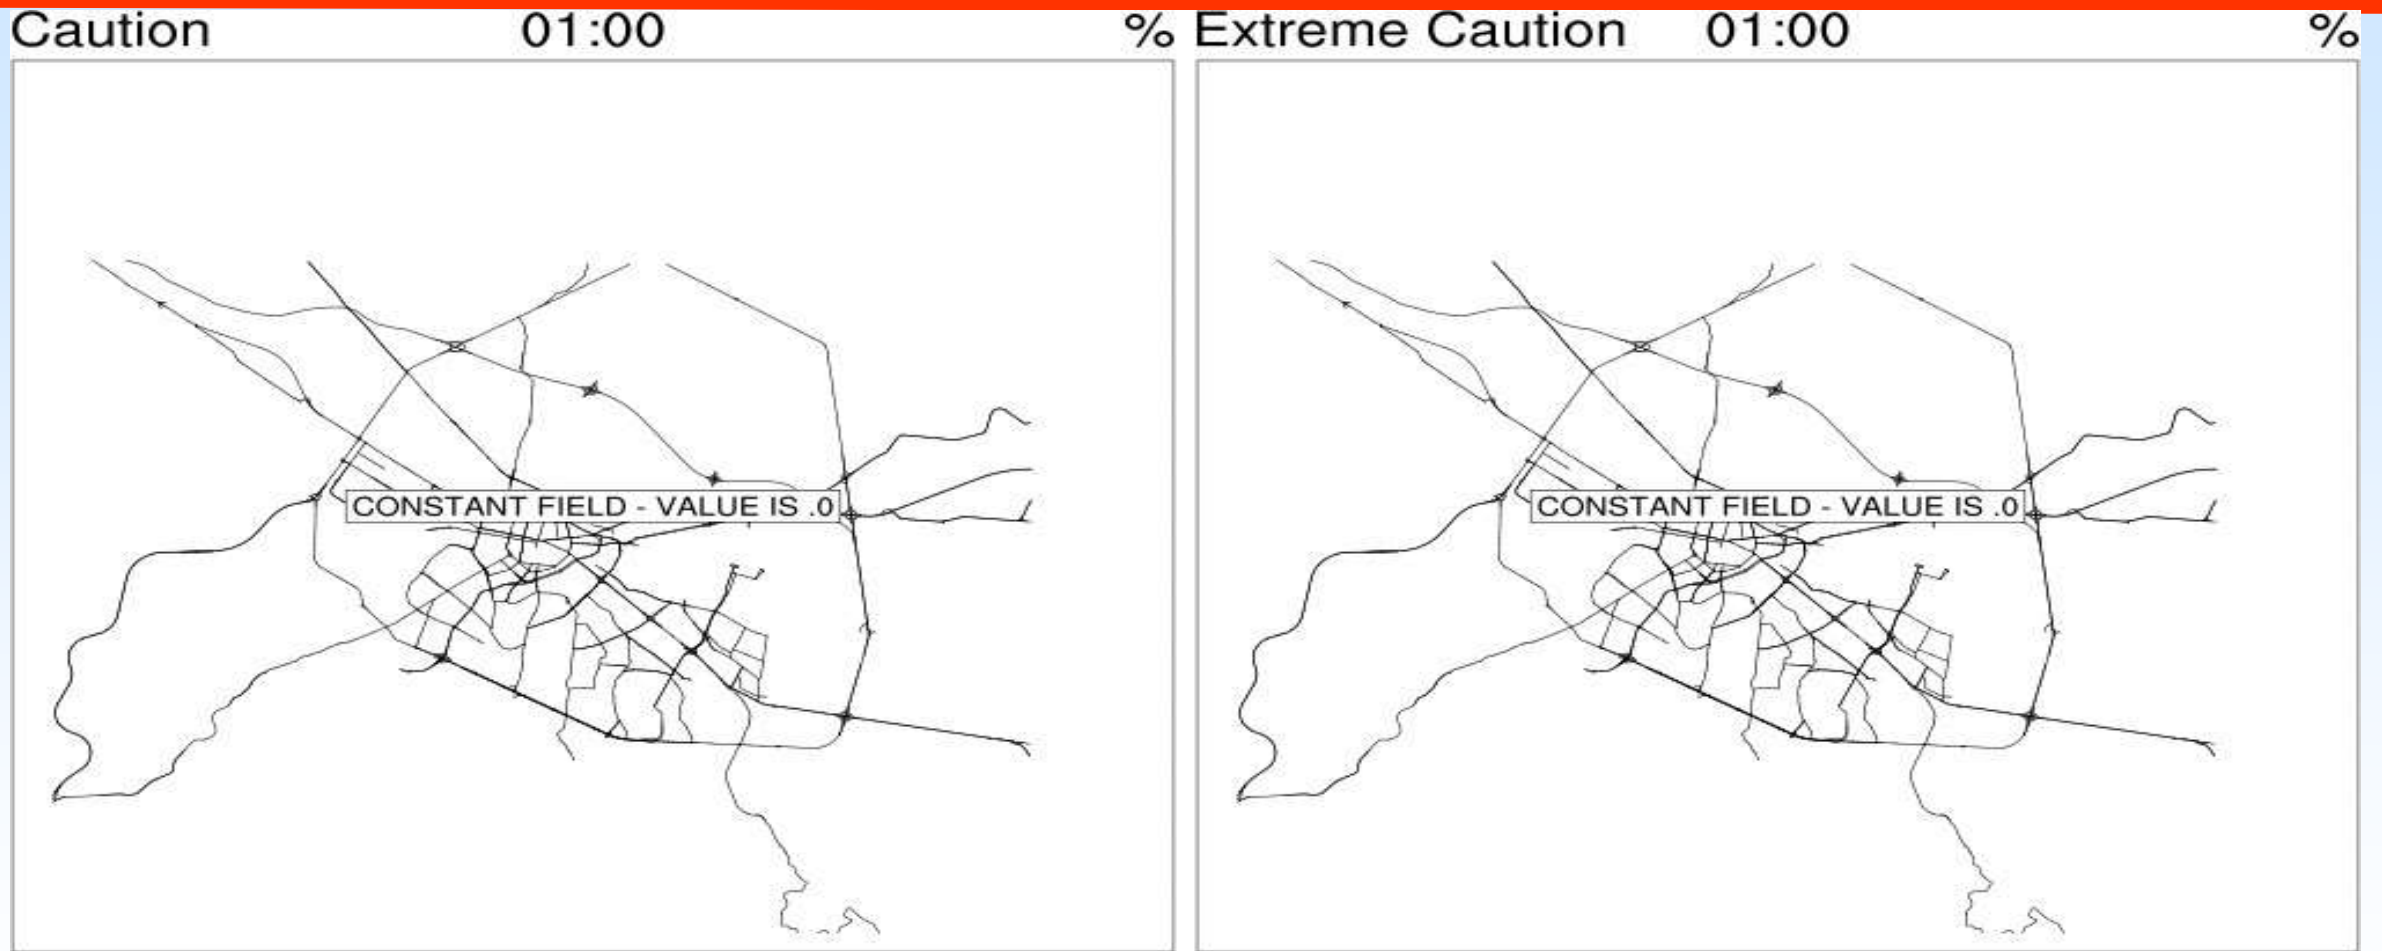 Caution 01:00 %
Extreme Caution 01:00 %
CONSTANT FIELD - VALUE IS .0
CONSTANT FIELD - VALUE IS .0